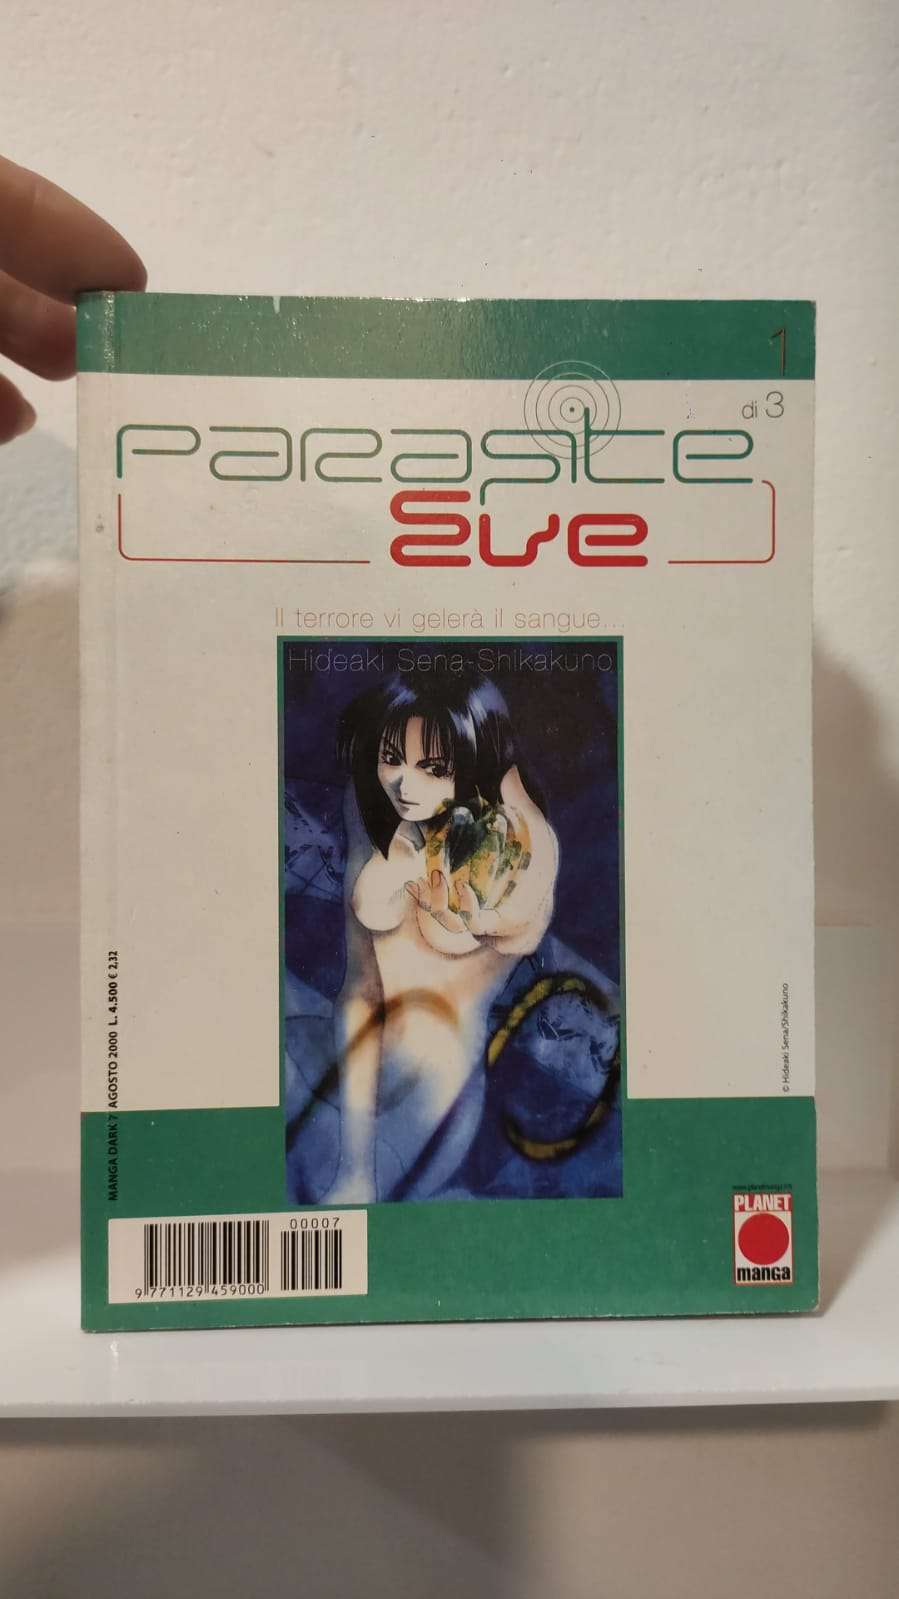 1
di 3
Parasite
Eve
Il terrore vi gelerà il sangue...
Hideaki Sena-Shikakuno
MANGA DARK 7 AGOSTO 2000 L. 4.500 € 2,32
© Hideaki Sena/Shikakuno
00007
9 771129 459000
PLANET
manga